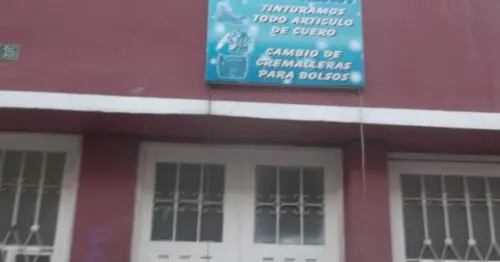 TINTURAMOS
TODO ARTICULO
DE CUERO
CAMBIO DE
CREMALLERAS
PARA BOLSOS